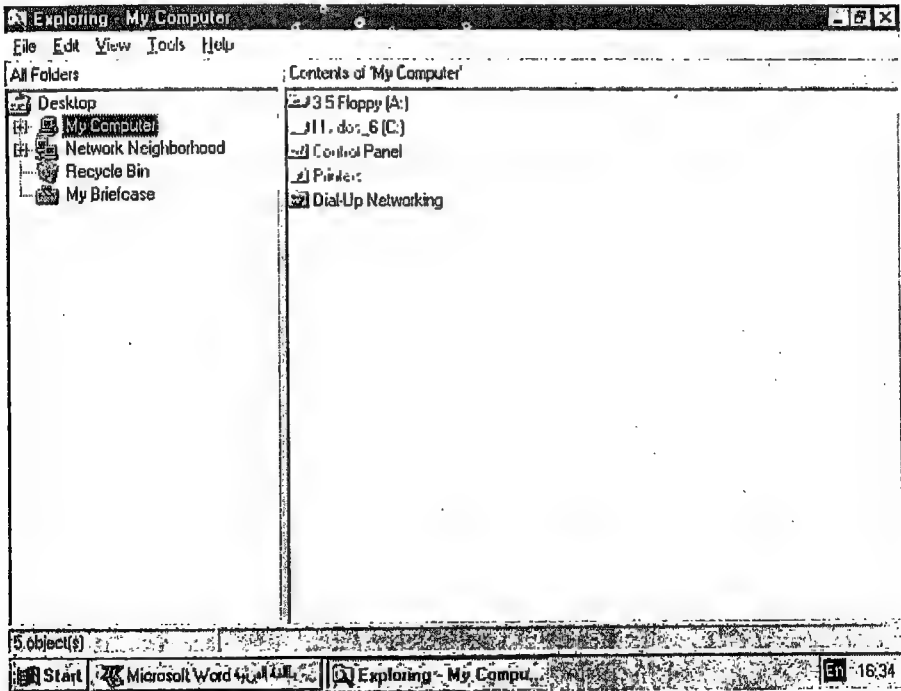 Exploring - My Computer
File Edit View Tools Help
All Folders
Contents of 'My Computer'
Desktop
My Computer
Network Neighborhood
Recycle Bin
My Briefcase
3.5 Floppy (A:)
dos_6 (C:)
Control Panel
Printers
Dial-Up Networking
5 object(s)
Start
Microsoft Word
Exploring - My Compu...
En 16:34